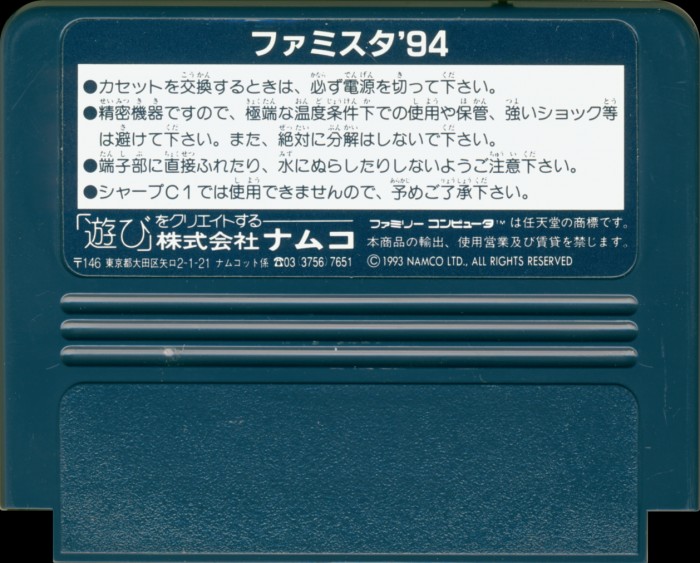 ファミスタ'94
●カセットを交換するときは、必ず電源を切って下さい。
●精密機器ですので、極端な温度条件下での使用や保管、強いショック等
は避けて下さい。また、絶対に分解はしないで下さい。
●端子部に直接ふれたり、水にぬらしたりしないようご注意下さい。
●シャープC1では使用できませんので、予めご了承下さい。
「遊び」をクリエイトする
株式会社ナムコ
〒146 東京都大田区矢口2-1-21 ナムコット係 ☎03(3756)7651
ファミリーコンピュータ™は任天堂の商標です。
本商品の輸出、使用営業及び賃貸を禁じます。
©1993 NAMCO LTD., ALL RIGHTS RESERVED